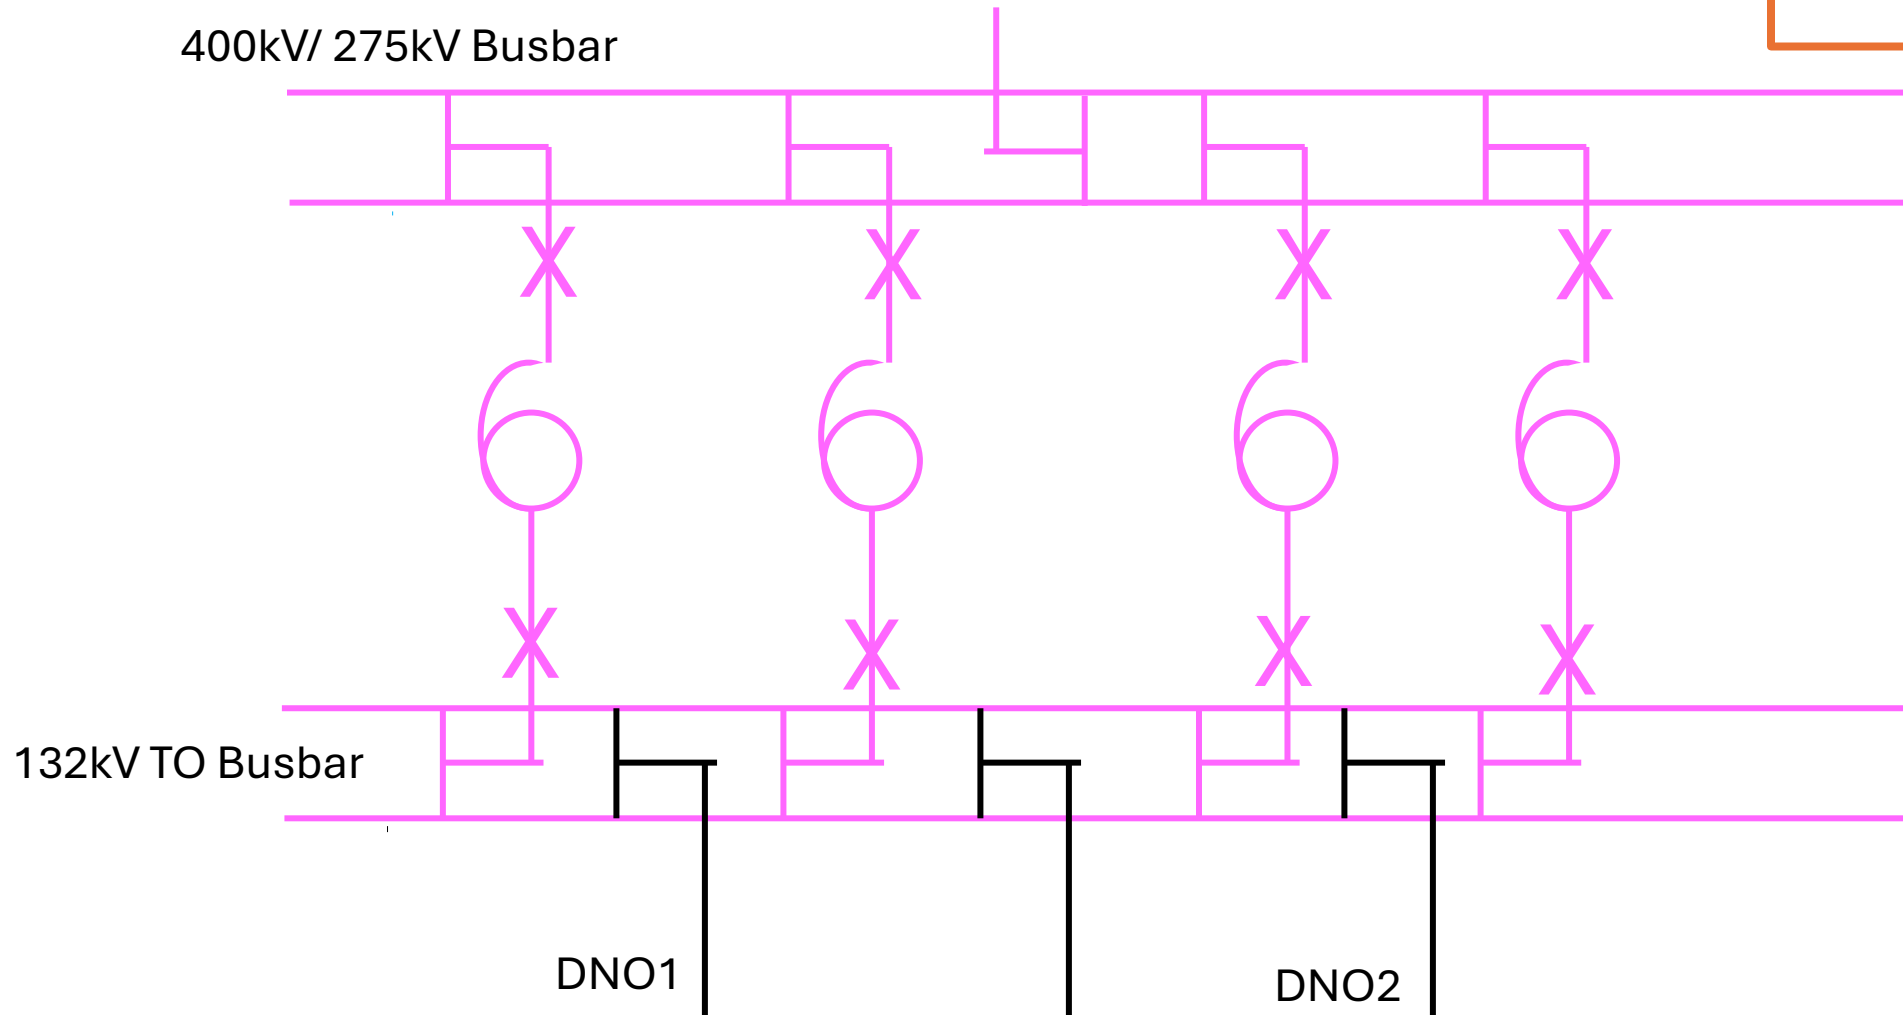 400kV/ 275kV Busbar
X X X X
X X X X
132kV TO Busbar
DNO1
DNO2